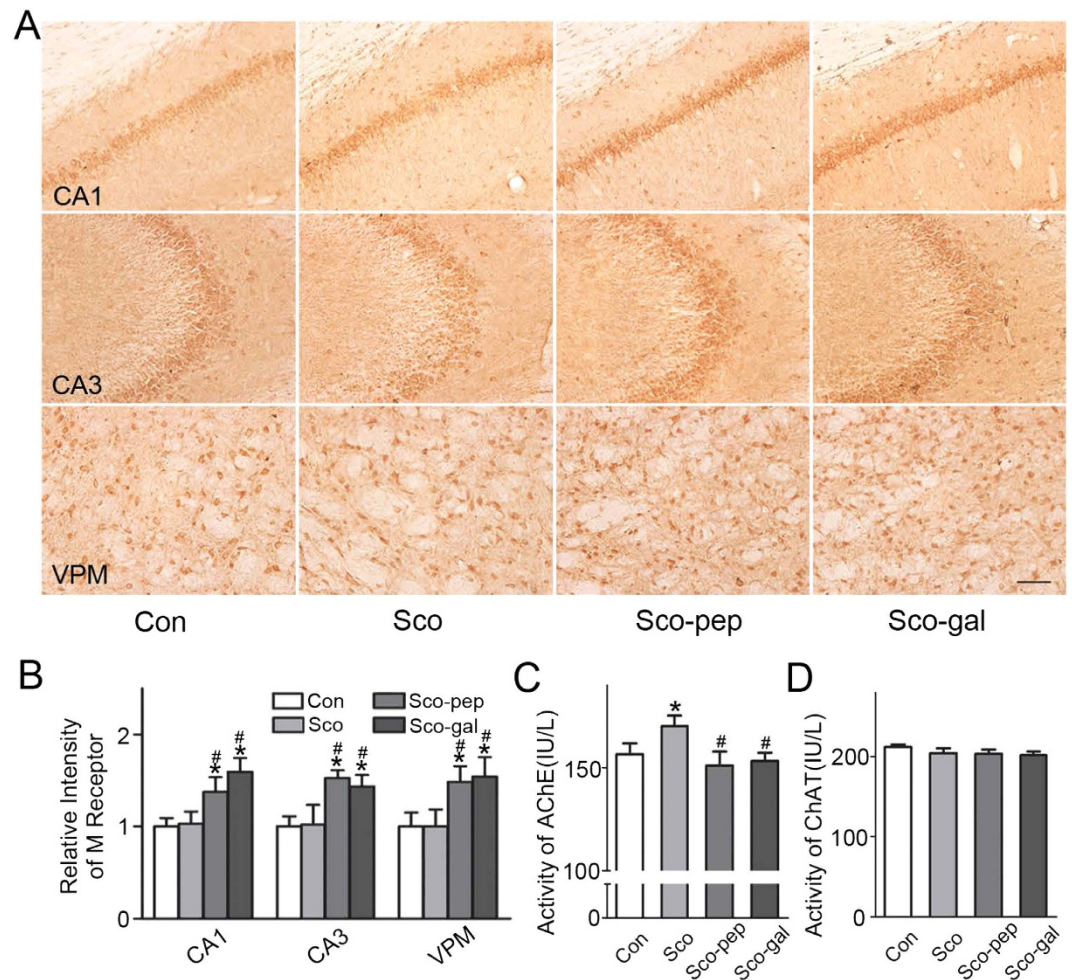 A
CA1
CA3
VPM
Con Sco Sco-pep Sco-gal
B
Relative Intensity
of M Receptor
2
1
0
Con
Sco
Sco-pep
Sco-gal
# * # *
# * # *
# * # *
CA1 CA3 VPM
C
Activity of AChE(IU/L)
150
100
0
* # #
Con Sco Sco-pep Sco-gal
D
Activity of ChAT(IU/L)
200
100
0
Con Sco Sco-pep Sco-gal